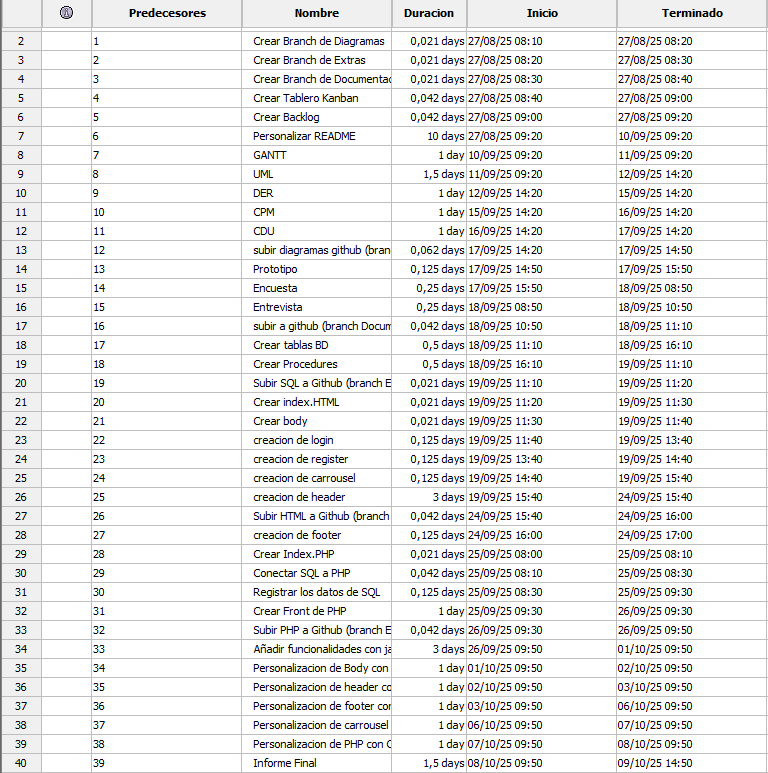 Predecesores Nombre Duracion Inicio Terminado
2 1 Crear Branch de Diagramas 0,021 days 27/08/25 08:10 27/08/25 08:20
3 2 Crear Branch de Extras 0,021 days 27/08/25 08:20 27/08/25 08:30
4 3 Crear Branch de Documentac 0,021 days 27/08/25 08:30 27/08/25 08:40
5 4 Crear Tablero Kanban 0,042 days 27/08/25 08:40 27/08/25 09:00
6 5 Crear Backlog 0,042 days 27/08/25 09:00 27/08/25 09:20
7 6 Personalizar README 10 days 27/08/25 09:20 10/09/25 09:20
8 7 GANTT 1 day 10/09/25 09:20 11/09/25 09:20
9 8 UML 1,5 days 11/09/25 09:20 12/09/25 14:20
10 9 DER 1 day 12/09/25 14:20 15/09/25 14:20
11 10 CPM 1 day 15/09/25 14:20 16/09/25 14:20
12 11 CDU 1 day 16/09/25 14:20 17/09/25 14:20
13 12 subir diagramas github (bran 0,062 days 17/09/25 14:20 17/09/25 14:50
14 13 Prototipo 0,125 days 17/09/25 14:50 17/09/25 15:50
15 14 Encuesta 0,25 days 17/09/25 15:50 18/09/25 08:50
16 15 Entrevista 0,25 days 18/09/25 08:50 18/09/25 10:50
17 16 subir a github (branch Docum 0,042 days 18/09/25 10:50 18/09/25 11:10
18 17 Crear tablas BD 0,5 days 18/09/25 11:10 18/09/25 16:10
19 18 Crear Procedures 0,5 days 18/09/25 16:10 19/09/25 11:10
20 19 Subir SQL a Github (branch E 0,021 days 19/09/25 11:10 19/09/25 11:20
21 20 Crear index.HTML 0,021 days 19/09/25 11:20 19/09/25 11:30
22 21 Crear body 0,021 days 19/09/25 11:30 19/09/25 11:40
23 22 creacion de login 0,125 days 19/09/25 11:40 19/09/25 13:40
24 23 creacion de register 0,125 days 19/09/25 13:40 19/09/25 14:40
25 24 creacion de carrousel 0,125 days 19/09/25 14:40 19/09/25 15:40
26 25 creacion de header 3 days 19/09/25 15:40 24/09/25 15:40
27 26 Subir HTML a Github (branch 0,042 days 24/09/25 15:40 24/09/25 16:00
28 27 creacion de footer 0,125 days 24/09/25 16:00 24/09/25 17:00
29 28 Crear Index.PHP 0,021 days 25/09/25 08:00 25/09/25 08:10
30 29 Conectar SQL a PHP 0,042 days 25/09/25 08:10 25/09/25 08:30
31 30 Registrar los datos de SQL 0,125 days 25/09/25 08:30 25/09/25 09:30
32 31 Crear Front de PHP 1 day 25/09/25 09:30 26/09/25 09:30
33 32 Subir PHP a Github (branch E 0,042 days 26/09/25 09:30 26/09/25 09:50
34 33 Añadir funcionalidades con ja 3 days 26/09/25 09:50 01/10/25 09:50
35 34 Personalizacion de Body con 1 day 01/10/25 09:50 02/10/25 09:50
36 35 Personalizacion de header co 1 day 02/10/25 09:50 03/10/25 09:50
37 36 Personalizacion de footer con 1 day 03/10/25 09:50 06/10/25 09:50
38 37 Personalizacion de carrousel 1 day 06/10/25 09:50 07/10/25 09:50
39 38 Personalizacion de PHP con C 1 day 07/10/25 09:50 08/10/25 09:50
40 39 Informe Final 1,5 days 08/10/25 09:50 09/10/25 14:50